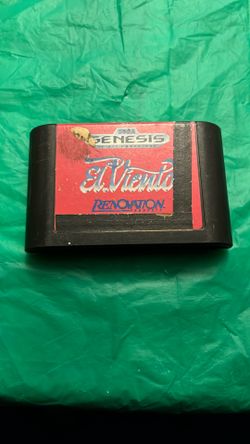 SEGA
GENESIS
El Viento
RENOVATION